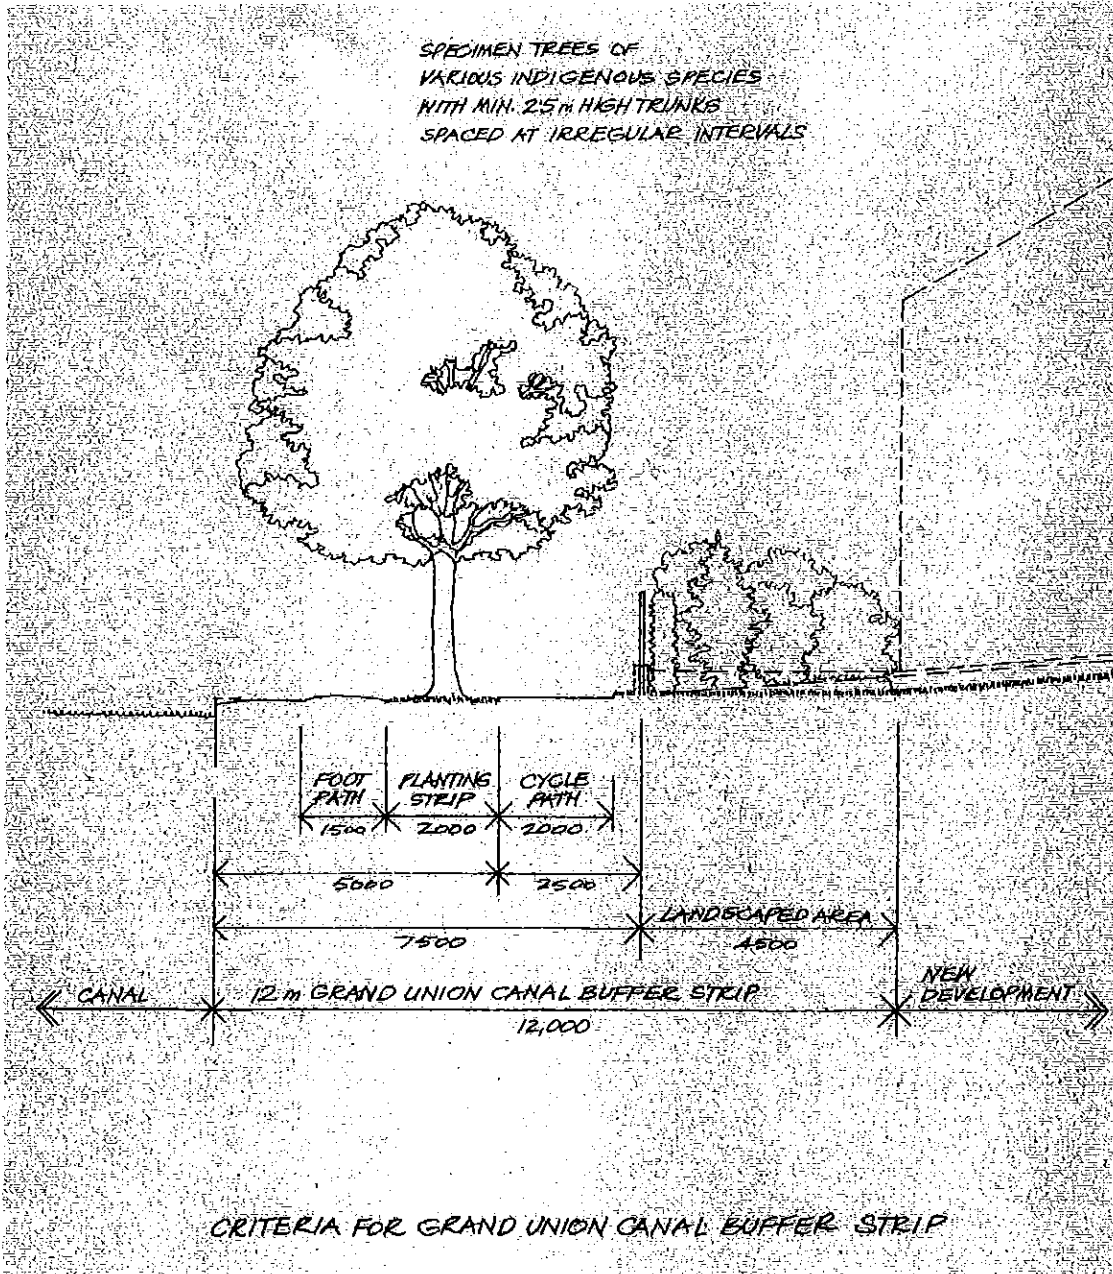 SPECIMEN TREES OF
VARIOUS INDIGENOUS SPECIES
WITH MIN. 2.5m HIGH TRUNKS
SPACED AT IRREGULAR INTERVALS
FOOT PATH
1500
PLANTING STRIP
2000
CYCLE PATH
2000
5000
2500
7500
LANDSCAPED AREA
4500
CANAL
12m GRAND UNION CANAL BUFFER STRIP
12,000
NEW
DEVELOPMENT
CRITERIA FOR GRAND UNION CANAL BUFFER STRIP